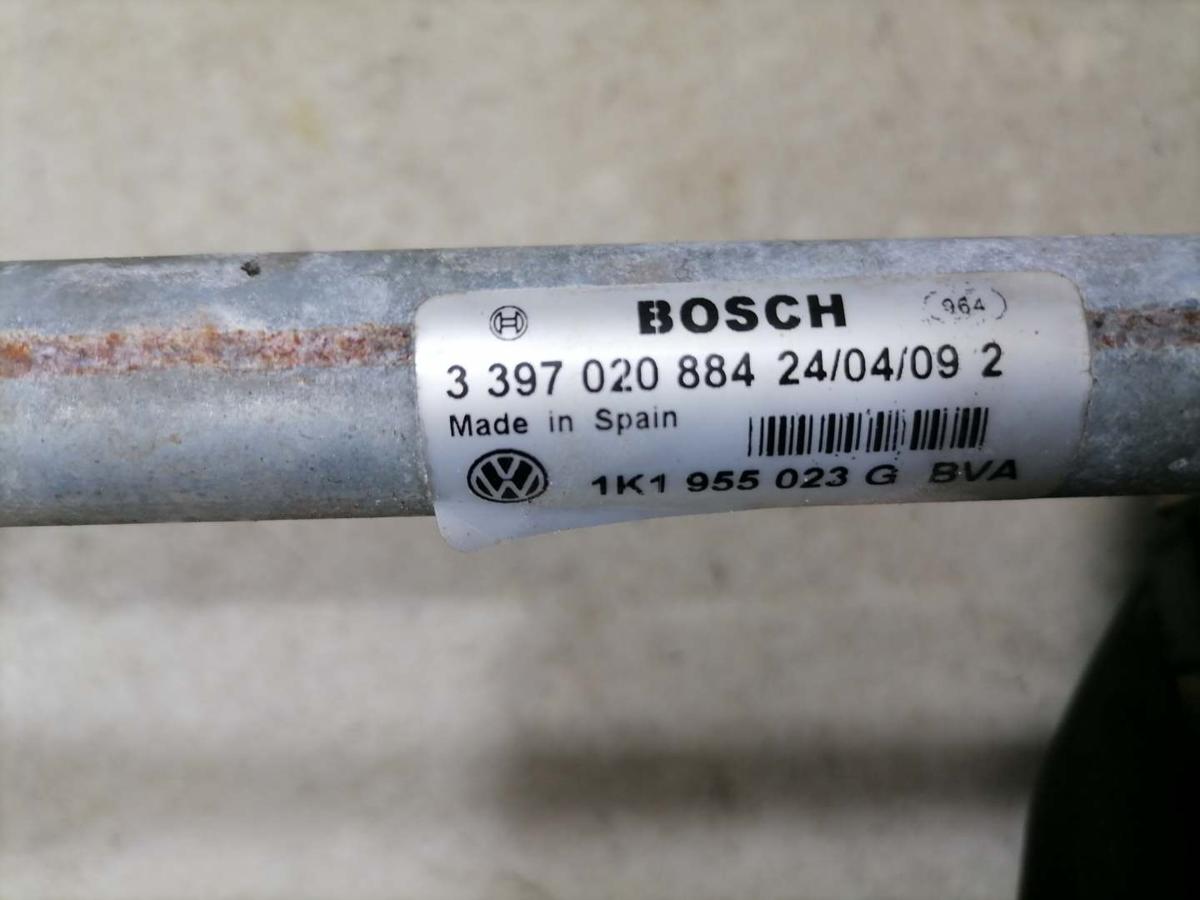 BOSCH 964
3 397 020 884 24/04/09 2
Made in Spain
1K1 955 023 G BVA